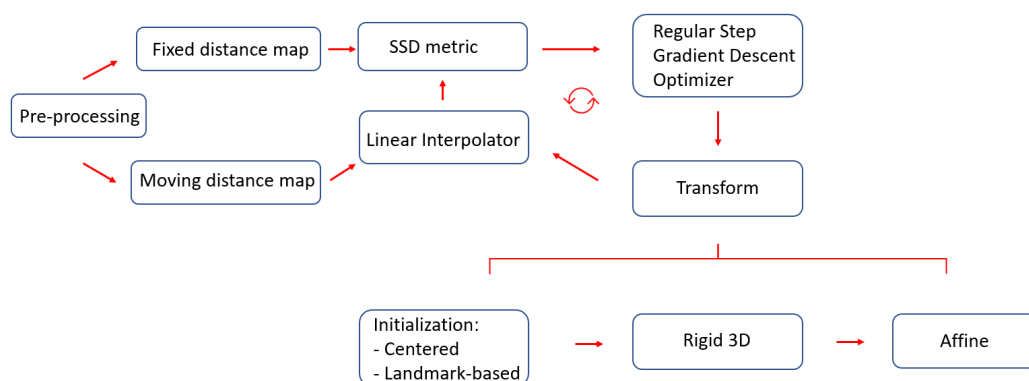 Fixed distance map
SSD metric
Regular Step
Gradient Descent
Optimizer
Pre-processing
Linear Interpolator
Moving distance map
Transform
Initialization:
- Centered
- Landmark-based
Rigid 3D
Affine